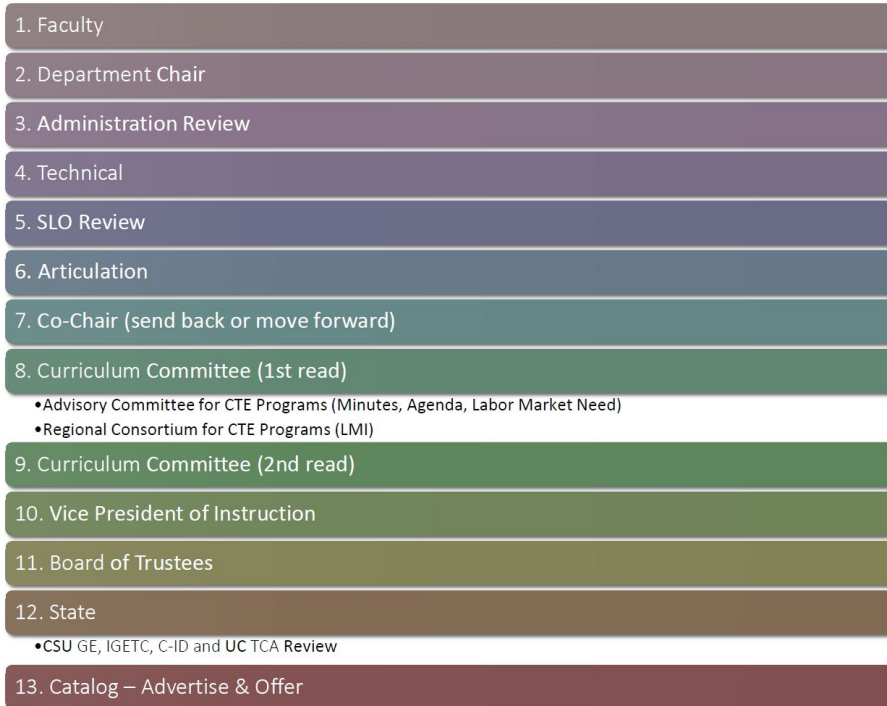 1. Faculty
2. Department Chair
3. Administration Review
4. Technical
5. SLO Review
6. Articulation
7. Co-Chair (send back or move forward)
8. Curriculum Committee (1st read)
•Advisory Committee for CTE Programs (Minutes, Agenda, Labor Market Need)
•Regional Consortium for CTE Programs (LMI)
9. Curriculum Committee (2nd read)
10. Vice President of Instruction
11. Board of Trustees
12. State
•CSU GE, IGETC, C-ID and UC TCA Review
13. Catalog – Advertise & Offer